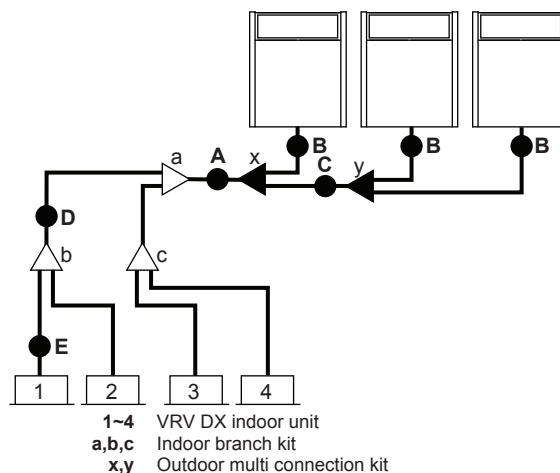 B B B
a A x C y
D
b c
E
1 2 3 4
1~4 VRV DX indoor unit
a,b,c Indoor branch kit
x,y Outdoor multi connection kit